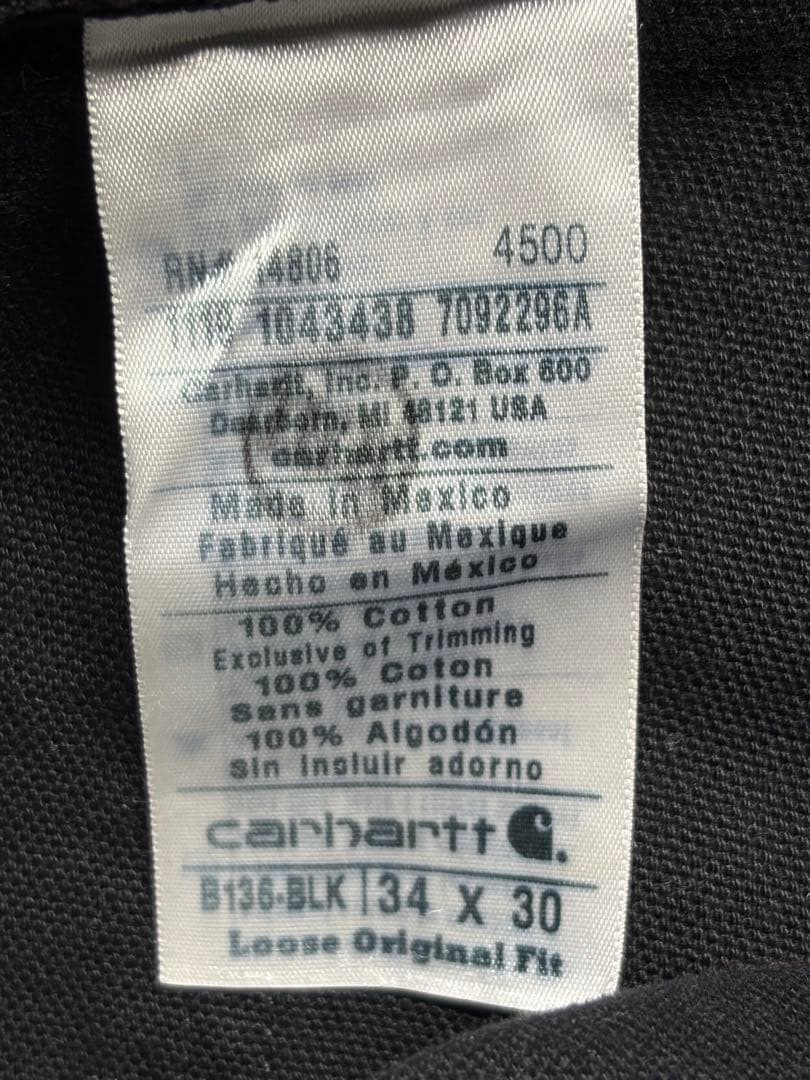 4806 4500
1043438 7092296A
Carhartt, Inc. P. O. Box 600
Dearborn, MI 48121 USA
carhartt.com
Made in Mexico
Fabriqué au Mexique
Hecho en México
100% Cotton
Exclusive of Trimming
100% Coton
Sans garniture
100% Algodón
Sin Insluir adorno
carhartt
B136-BLK 34 X 30
Loose Original Fit